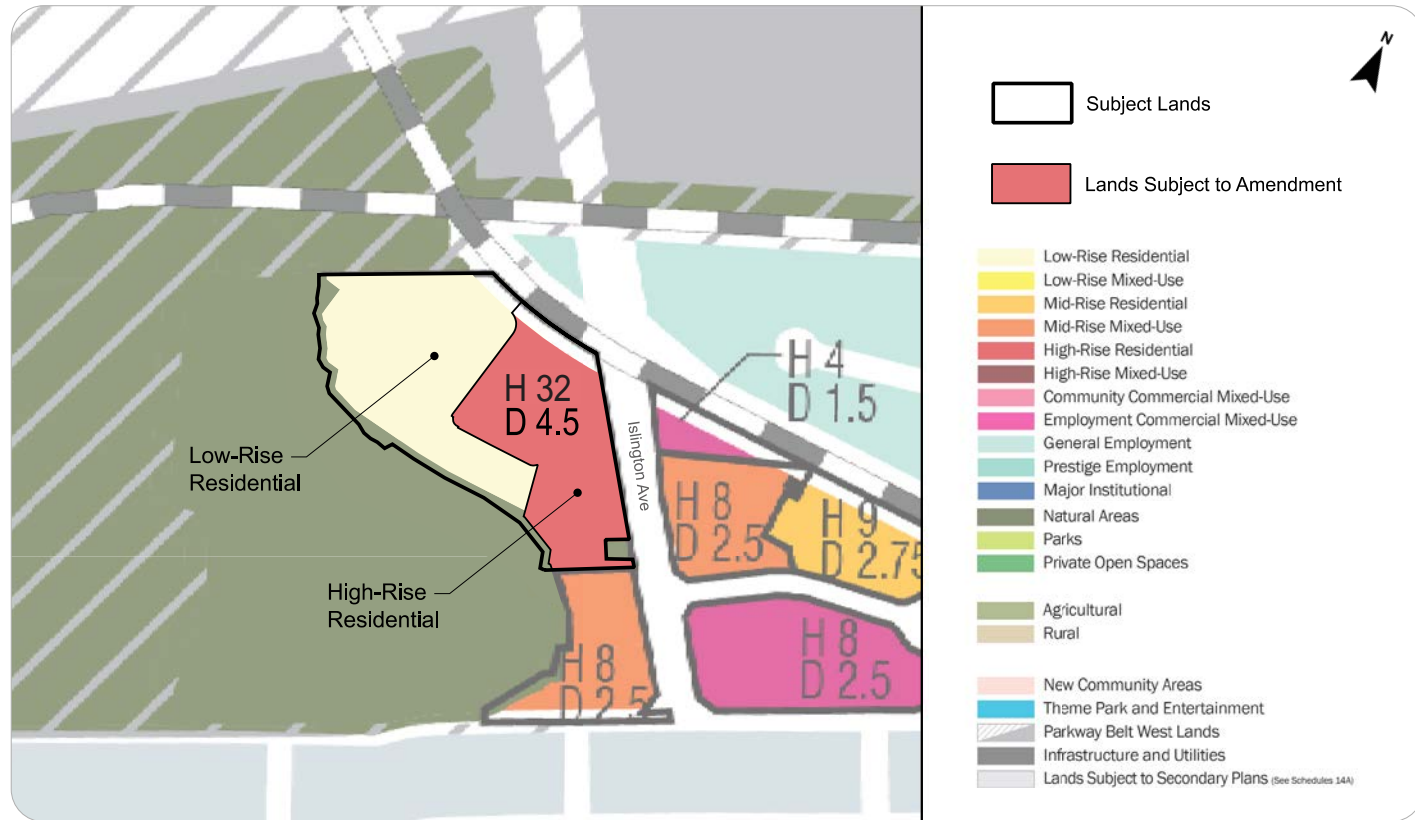 N
Subject Lands
Lands Subject to Amendment
Low-Rise Residential
Low-Rise Mixed-Use
Mid-Rise Residential
Mid-Rise Mixed-Use
High-Rise Residential
High-Rise Mixed-Use
Community Commercial Mixed-Use
Employment Commercial Mixed-Use
General Employment
Prestige Employment
Major Institutional
Natural Areas
Parks
Private Open Spaces
Agricultural
Rural
New Community Areas
Theme Park and Entertainment
Parkway Belt West Lands
Infrastructure and Utilities
Lands Subject to Secondary Plans (See Schedules 14A)
H 32
D 4.5
H 4
D 1.5
Islington Ave
Low-Rise
Residential
H 8
D 2.5
H 9
D 2.75
High-Rise
Residential
H 8
D 2.5
H 8
D 2.5